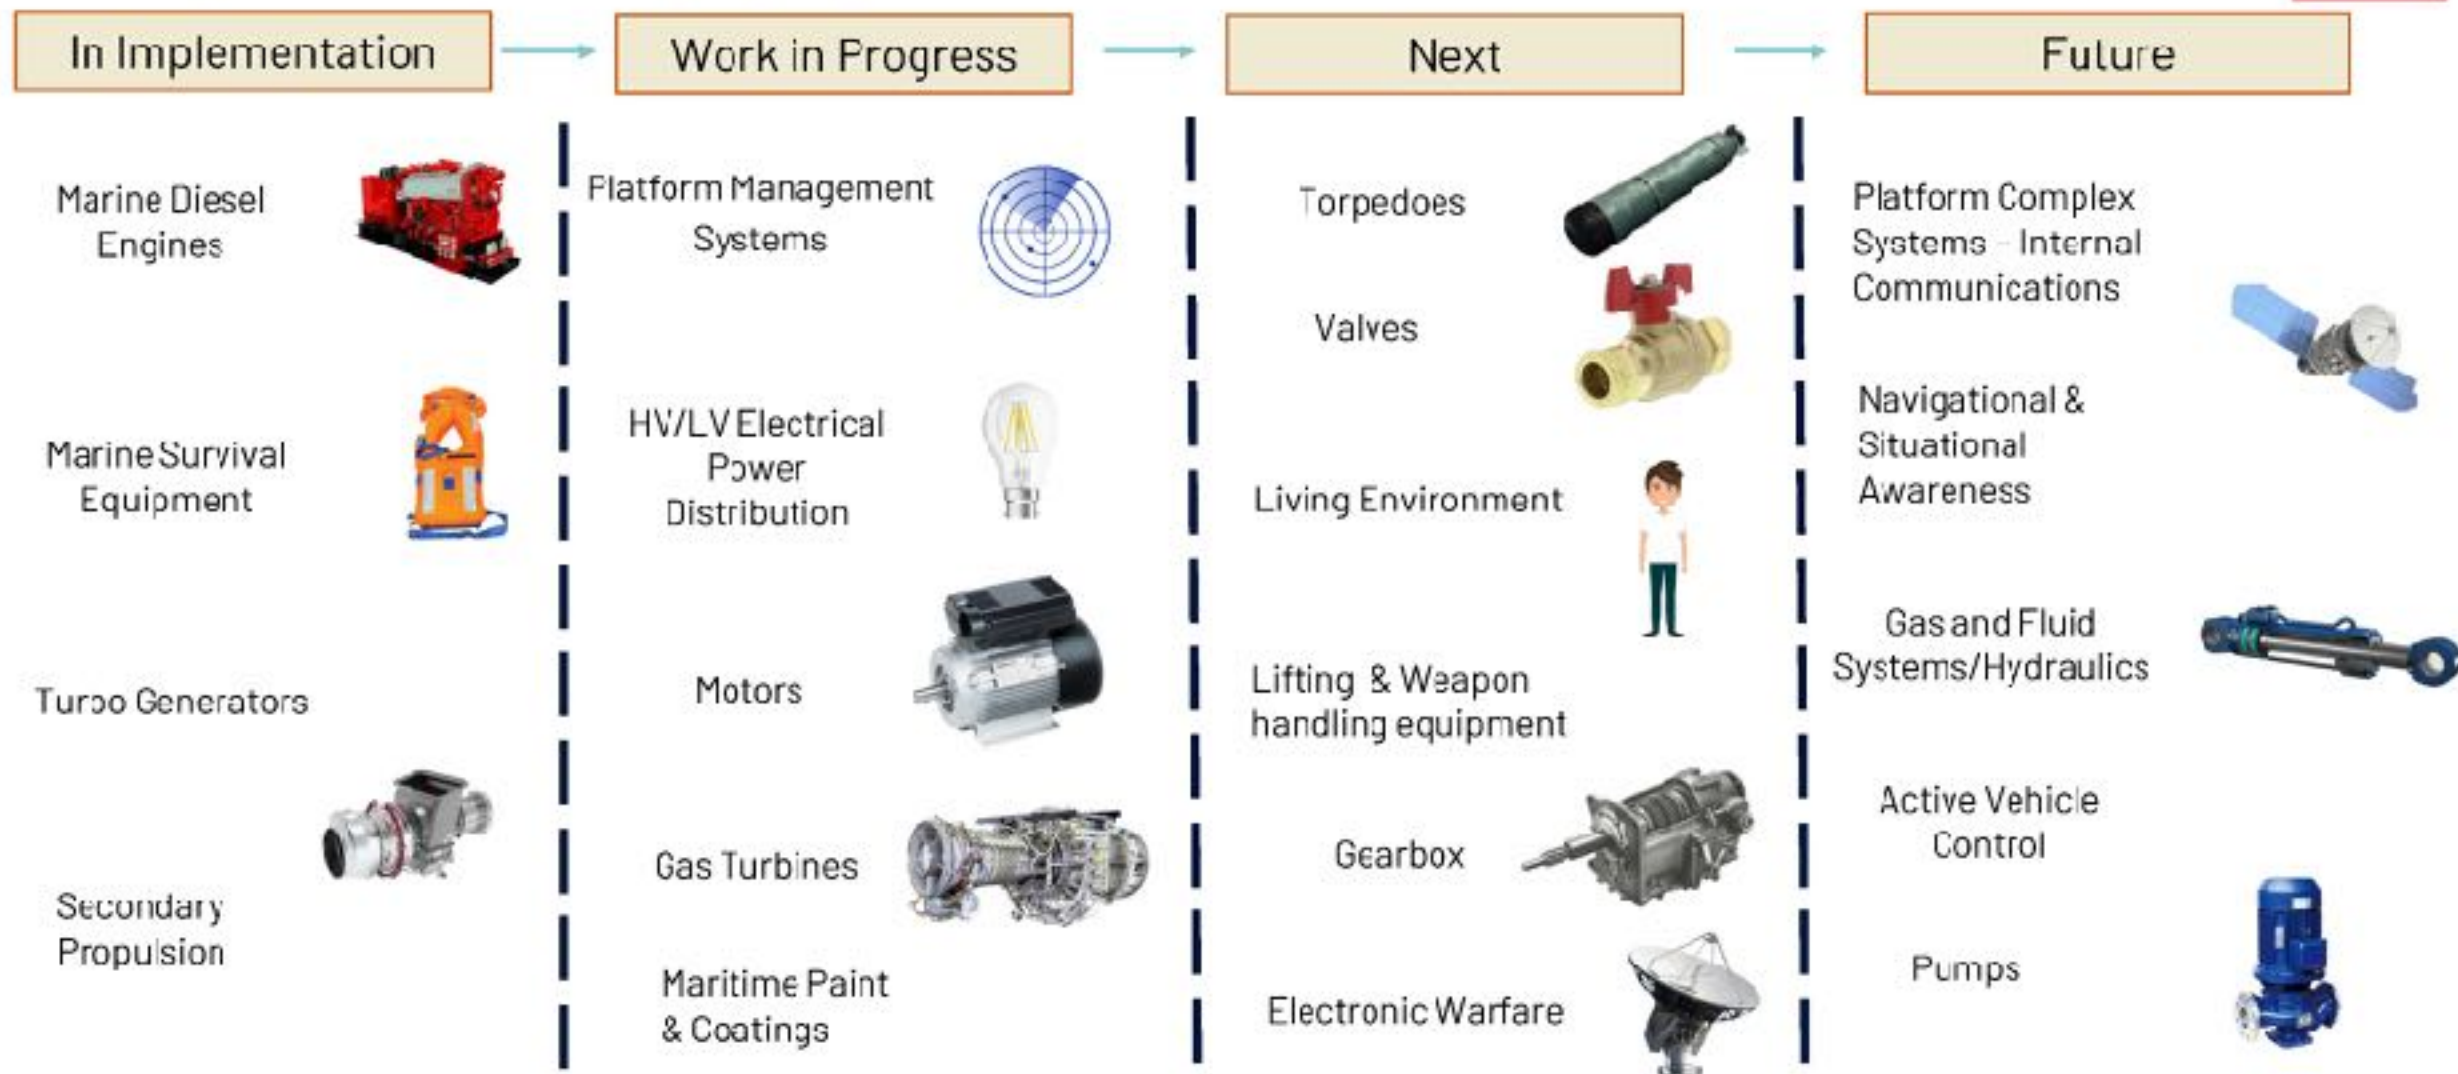 In Implementation
Marine Diesel
Engines
Marine Survival
Equipment
Turbo Generators
Secondary
Propulsion
Work in Progress
Platform Management
Systems
HV/LV Electrical
Power
Distribution
Motors
Gas Turbines
Maritime Paint
& Coatings
Next
Torpedoes
Valves
Living Environment
Lifting & Weapon
handling equipment
Gearbox
Electronic Warfare
Future
Platform Complex
Systems - Internal
Communications
Navigational &
Situational
Awareness
Gas and Fluid
Systems/Hydraulics
Active Vehicle
Control
Pumps